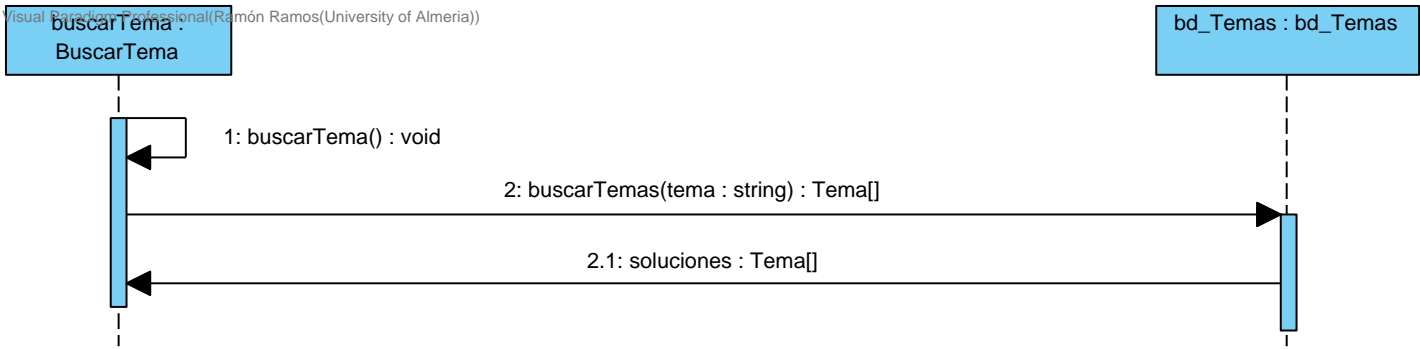 Visual Paradigm Professional(Ramón Ramos(University of Almeria))
buscarTema :
BuscarTema
bd_Temas : bd_Temas
1: buscarTema() : void
2: buscarTemas(tema : string) : Tema[]
2.1: soluciones : Tema[]